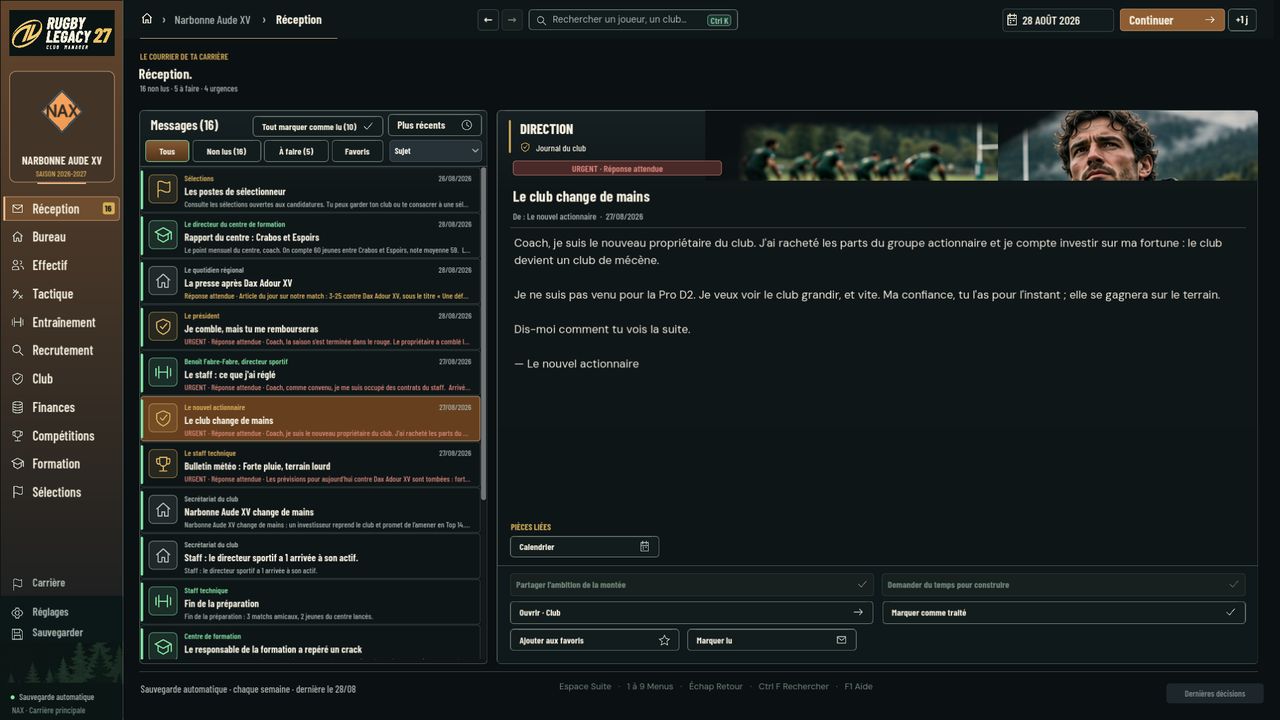 RUGBY
LEGACY 27
CLUB MANAGER
NAX
NARBONNE AUDE XV
SAISON 2026-2027
Réception 16
Bureau
Effectif
Tactique
Entraînement
Recrutement
Club
Finances
Compétitions
Formation
Sélections
Carrière
Réglages
Sauvegarder
Sauvegarde automatique
NAX · Carrière principale
› Narbonne Aude XV › Réception
← → Rechercher un joueur, un club... Ctrl K
28 AOÛT 2026 Continuer → +1 j
LE COURRIER DE TA CARRIÈRE
Réception.
16 non lus · 5 à faire · 4 urgences
Messages (16) Tout marquer comme lu (10) Plus récents
Tous Non lus (16) À faire (5) Favoris Sujet
Sélections 26/08/2026
Les postes de sélectionneur
Consulte les sélections ouvertes aux candidatures. Tu peux garder ton club ou te consacrer à une sél...
Le directeur du centre de formation 28/08/2026
Rapport du centre : Crabos et Espoirs
Le point mensuel du centre, coach. On compte 60 jeunes entre Crabos et Espoirs, note moyenne 59. L...
Le quotidien régional 28/08/2026
La presse après Dax Adour XV
Réponse attendue · Article du jour sur notre match : 3-25 contre Dax Adour XV, sous le titre « Une déf...
Le président 28/08/2026
Je comble, mais tu me rembourseras
URGENT · Réponse attendue · Coach, la saison s'est terminée dans le rouge. Le propriétaire a comblé l...
Benoît Fabre-Fabre, directeur sportif 27/08/2026
Le staff : ce que j'ai réglé
URGENT · Réponse attendue · Coach, comme convenu, je me suis occupé des contrats du staff. Arrivé...
Le nouvel actionnaire 27/08/2026
Le club change de mains
URGENT · Réponse attendue · Coach, je suis le nouveau propriétaire du club. J'ai racheté les parts du ...
Le staff technique 27/08/2026
Bulletin météo : Forte pluie, terrain lourd
URGENT · Réponse attendue · Les prévisions pour aujourd'hui contre Dax Adour XV sont tombées : fort...
Secrétariat du club
Narbonne Aude XV change de mains
Narbonne Aude XV change de mains : un investisseur reprend le club et promet de l'amener en Top 14....
Secrétariat du club
Staff : le directeur sportif a 1 arrivée à son actif.
Staff : le directeur sportif a 1 arrivée à son actif.
Staff technique
Fin de la préparation
Fin de la préparation : 3 matchs amicaux, 2 jeunes du centre lancés.
Centre de formation
Le responsable de la formation a repéré un crack
DIRECTION
Journal du club
URGENT · Réponse attendue
Le club change de mains
De : Le nouvel actionnaire · 27/08/2026
Coach, je suis le nouveau propriétaire du club. J'ai racheté les parts du groupe actionnaire et je compte investir sur ma fortune : le club
devient un club de mécène.
Je ne suis pas venu pour la Pro D2. Je veux voir le club grandir, et vite. Ma confiance, tu l'as pour l'instant ; elle se gagnera sur le terrain.
Dis-moi comment tu vois la suite.
— Le nouvel actionnaire
PIÈCES LIÉES
Calendrier
Partager l'ambition de la montée Demander du temps pour construire
Ouvrir · Club → Marquer comme traité
Ajouter aux favoris Marquer lu
Sauvegarde automatique · chaque semaine · dernière le 28/08
Espace Suite · 1 à 9 Menus · Échap Retour · Ctrl F Rechercher · F1 Aide
Dernières décisions